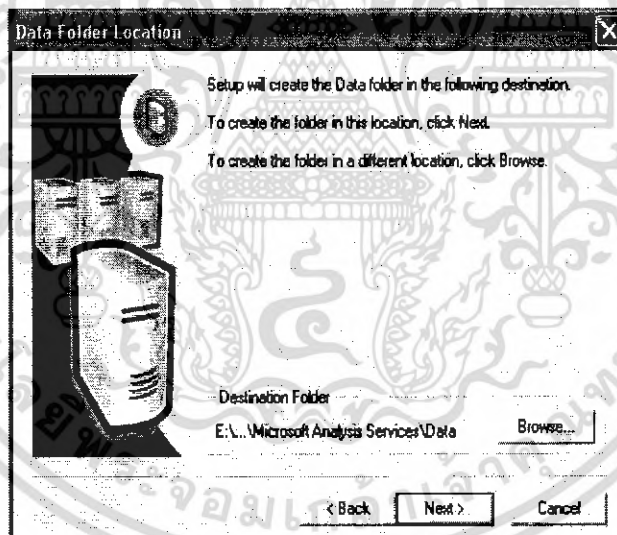 Data Folder Location
Setup will create the Data folder in the following destination.
To create the folder in this location, click Next.
To create the folder in a different location, click Browse.
Destination Folder
E:\...\Microsoft Analysis Services\Data
Browse...
< Back
Next >
Cancel